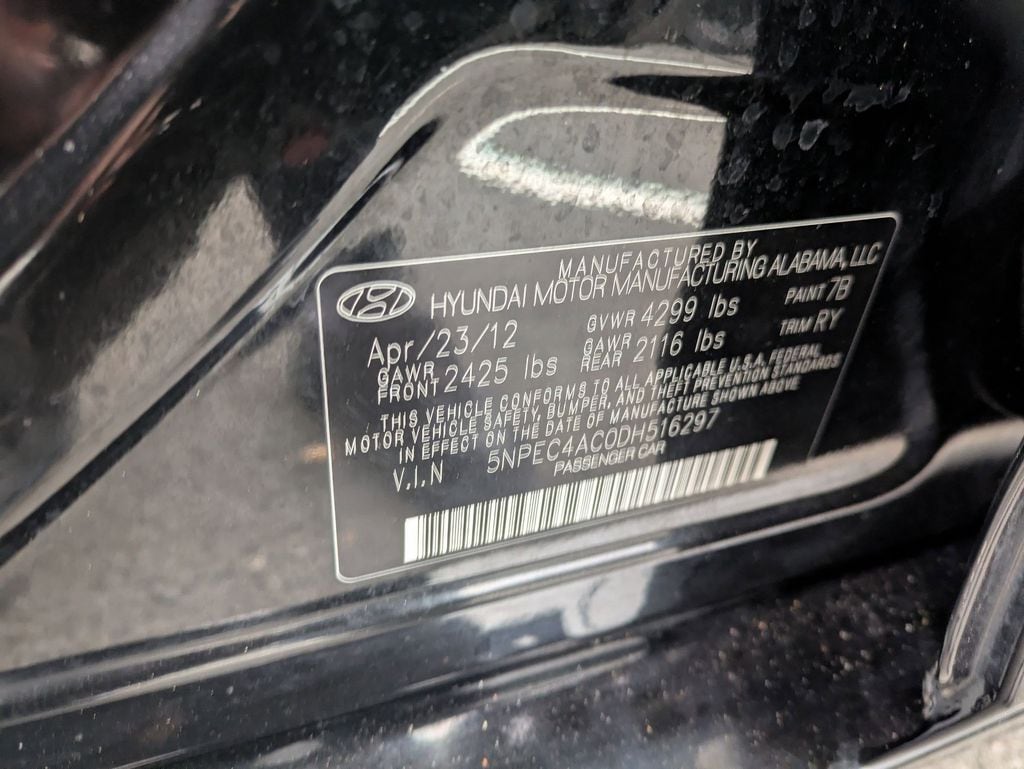 MANUFACTURED BY
HYUNDAI MOTOR MANUFACTURING ALABAMA, LLC
Apr/23/12 GVWR 4299 lbs PAINT 7B
GAWR FRONT 2425 lbs GAWR REAR 2116 lbs TRIM RY
THIS VEHICLE CONFORMS TO ALL APPLICABLE U.S.A. FEDERAL
MOTOR VEHICLE SAFETY, BUMPER, AND THEFT PREVENTION STANDARDS
IN EFFECT ON THE DATE OF MANUFACTURE SHOWN ABOVE
V.I.N 5NPEC4AC0DH516297
PASSENGER CAR